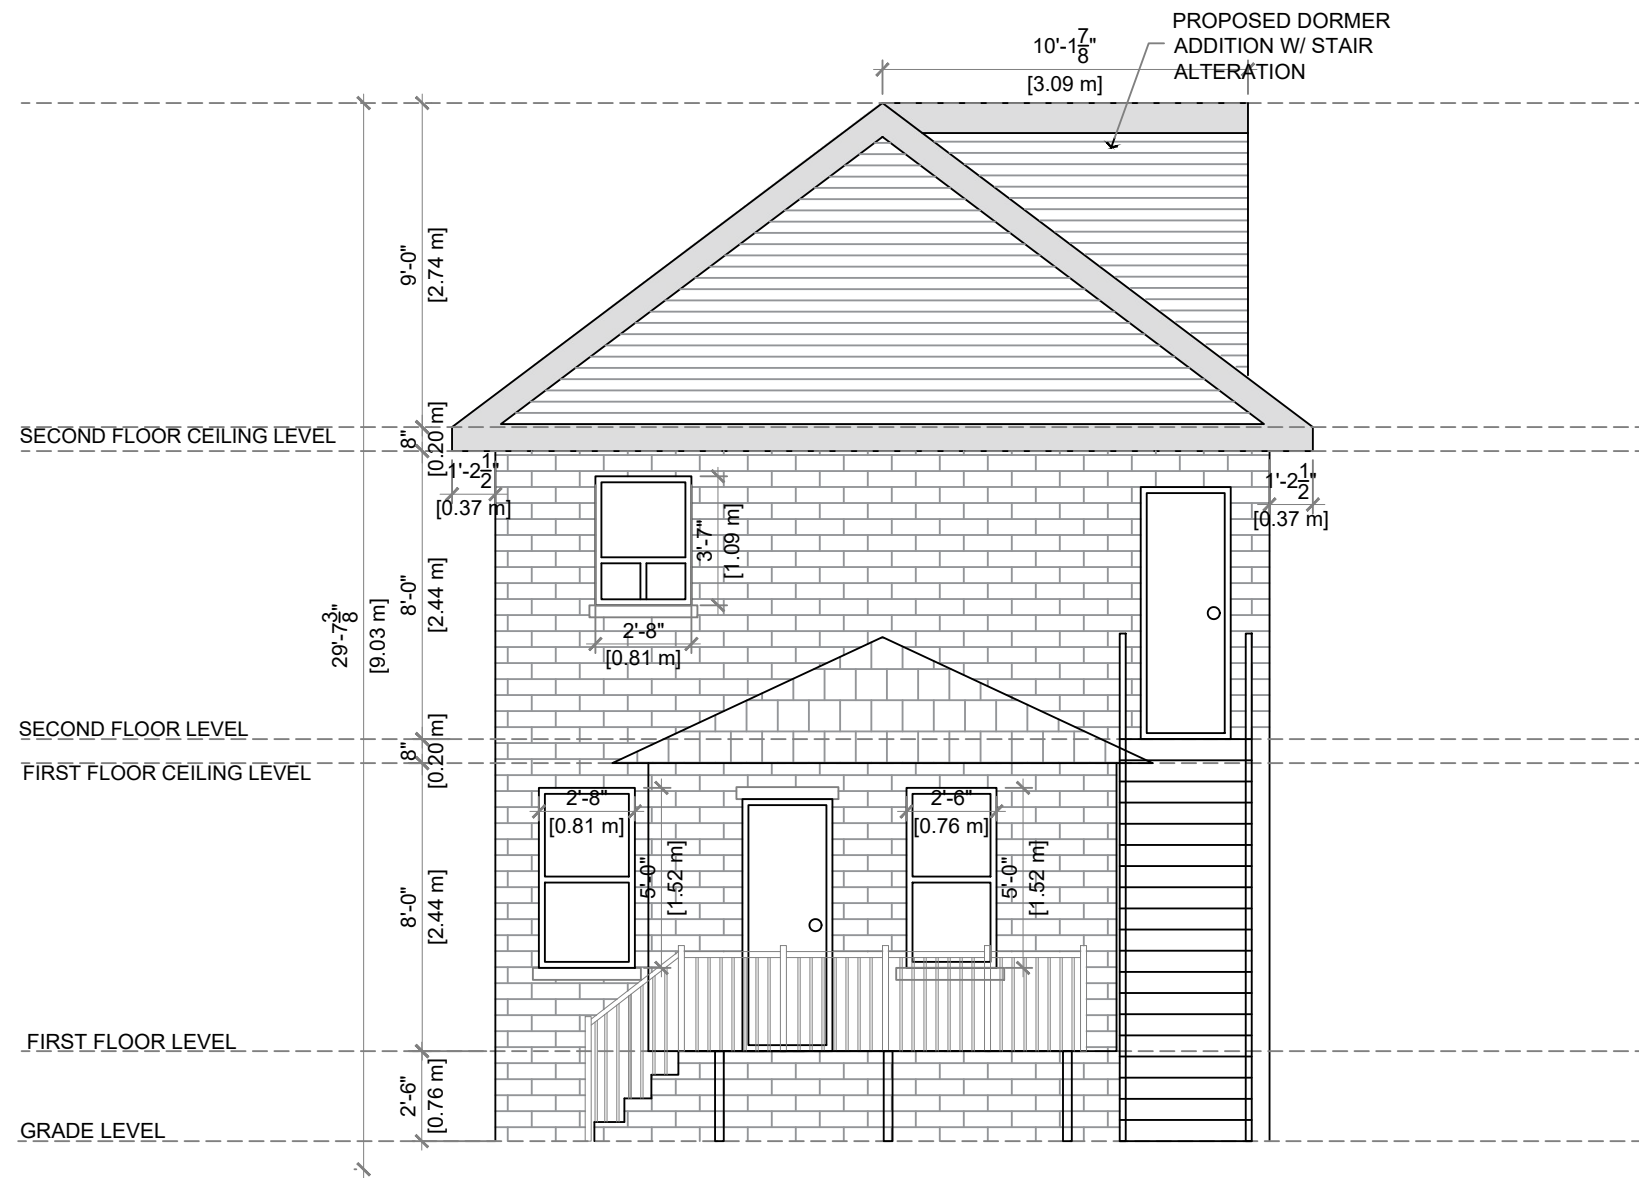 PROPOSED DORMER
ADDITION W/ STAIR
ALTERATION
10'-1 7/8"
[3.09 m]
9'-0"
[2.74 m]
SECOND FLOOR CEILING LEVEL
8"
[0.20 m]
1'-2 1/2"
[0.37 m]
1'-2 1/2"
[0.37 m]
3'-7"
[1.09 m]
2'-8"
[0.81 m]
8'-0"
[2.44 m]
29'-7 3/8"
[9.03 m]
SECOND FLOOR LEVEL
8"
[0.20 m]
FIRST FLOOR CEILING LEVEL
2'-8"
[0.81 m]
5'-0"
[1.52 m]
2'-6"
[0.76 m]
5'-0"
[1.52 m]
8'-0"
[2.44 m]
FIRST FLOOR LEVEL
2'-6"
[0.76 m]
GRADE LEVEL